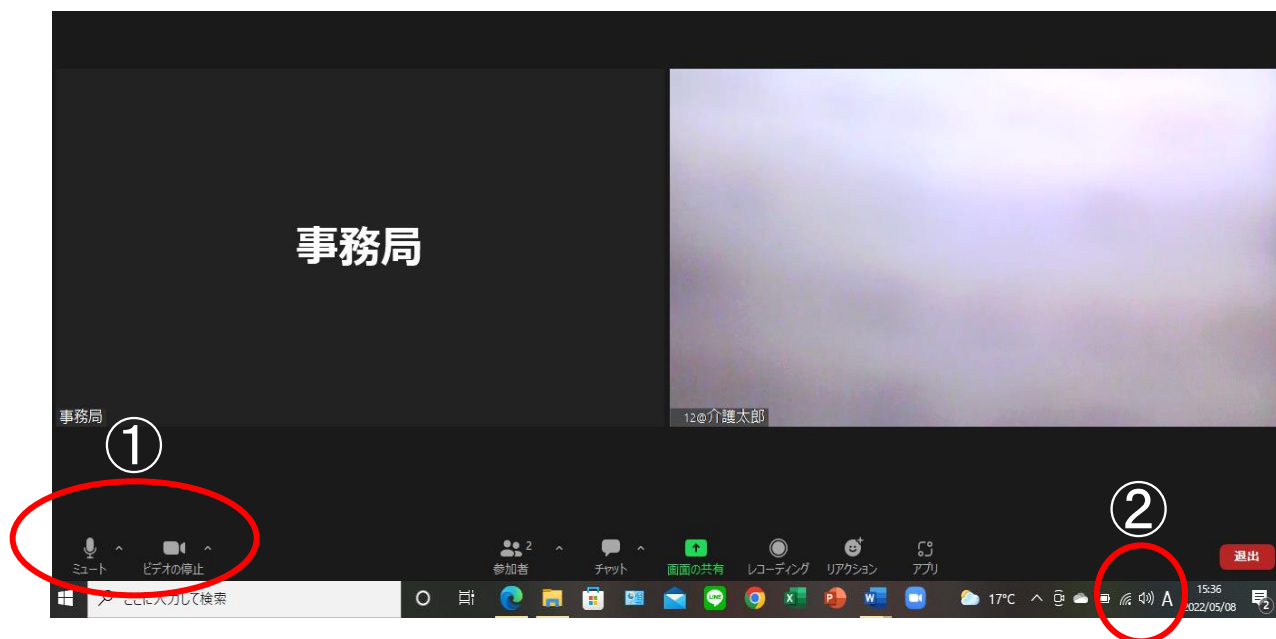 事務局
事務局
12@介護太郎
①
②
ミュート
ビデオの停止
2
参加者
チャット
画面の共有
レコーディング
リアクション
アプリ
退出
ここに入力して検索
LINE
17°C
A
15:36
2022/05/08
2